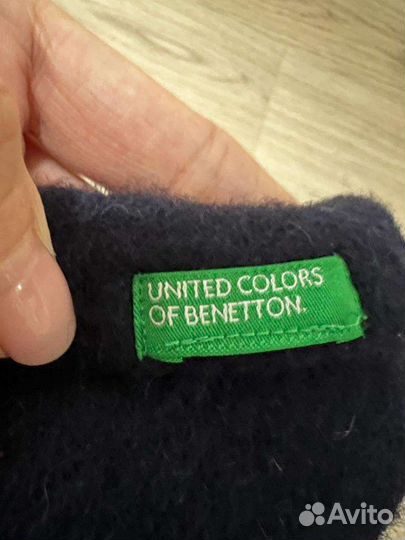 UNITED COLORS
OF BENETTON.
Avito